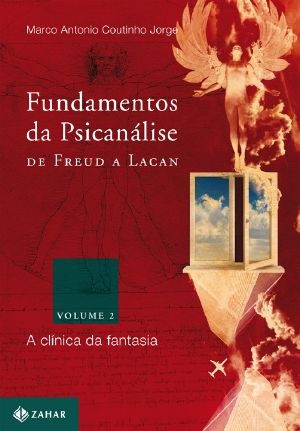 Marco Antonio Coutinho Jorge
Fundamentos
da Psicanálise
DE FREUD A LACAN
VOLUME 2
A clínica da fantasia
ZAHAR